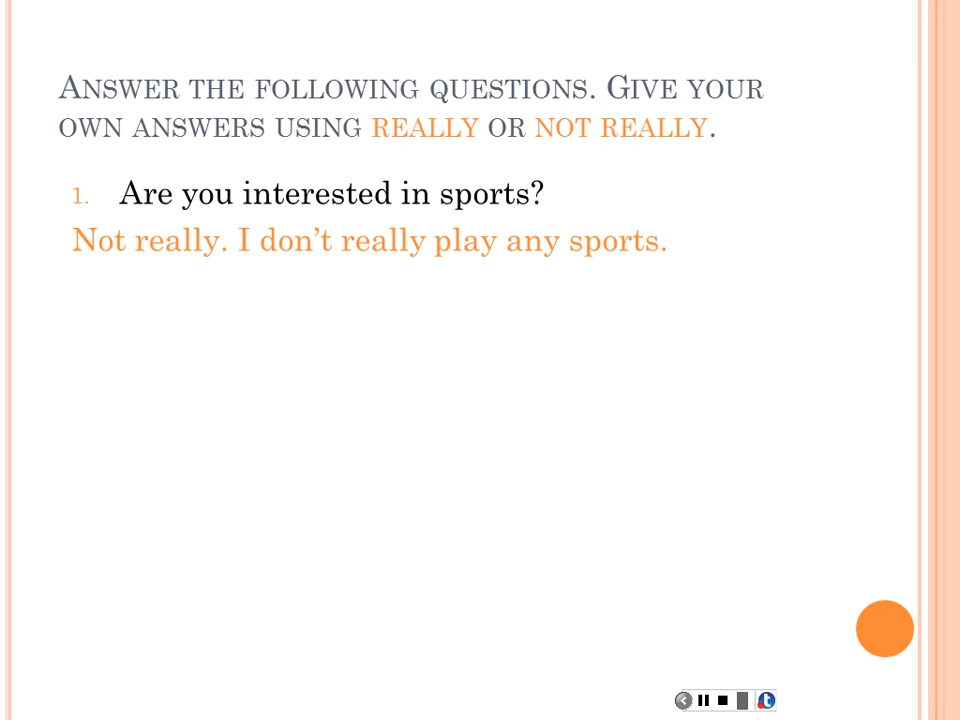 ANSWER THE FOLLOWING QUESTIONS. GIVE YOUR
OWN ANSWERS USING REALLY OR NOT REALLY.
1. Are you interested in sports?
Not really. I don’t really play any sports.
t